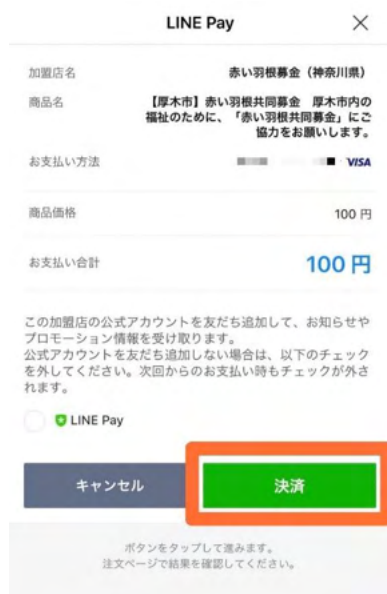 LINE Pay
加盟店名
赤い羽根募金（神奈川県）
商品名
【厚木市】赤い羽根共同募金　厚木市内の
福祉のために、「赤い羽根共同募金」にご
協力をお願いします。
お支払い方法
VISA
商品価格
100 円
お支払い合計
100 円
この加盟店の公式アカウントを友だち追加して、お知らせや
プロモーション情報を受け取ります。
公式アカウントを友だち追加しない場合は、以下のチェック
を外してください。次回からのお支払い時もチェックが外さ
れます。
LINE Pay
キャンセル
決済
ボタンをタップして進みます。
注文ページで結果を確認してください。